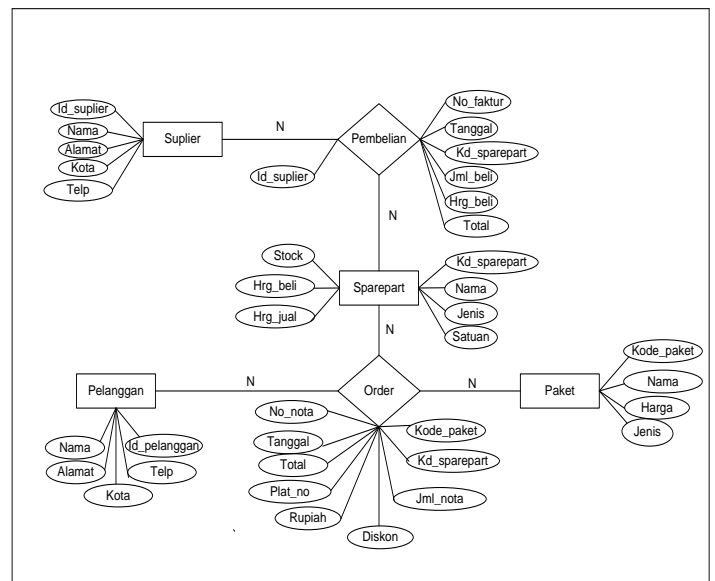 Id_suplier
Nama
Alamat
Kota
Telp
Suplier
N
Pembelian
Id_suplier
No_faktur
Tanggal
Kd_sparepart
Jml_beli
Hrg_beli
Total
N
Stock
Hrg_beli
Hrg_jual
Sparepart
Kd_sparepart
Nama
Jenis
Satuan
N
Pelanggan
N
Order
N
Paket
Kode_paket
Nama
Harga
Jenis
Nama
Id_pelanggan
Alamat
Telp
Kota
No_nota
Tanggal
Total
Plat_no
Rupiah
Diskon
Kode_paket
Kd_sparepart
Jml_nota
`